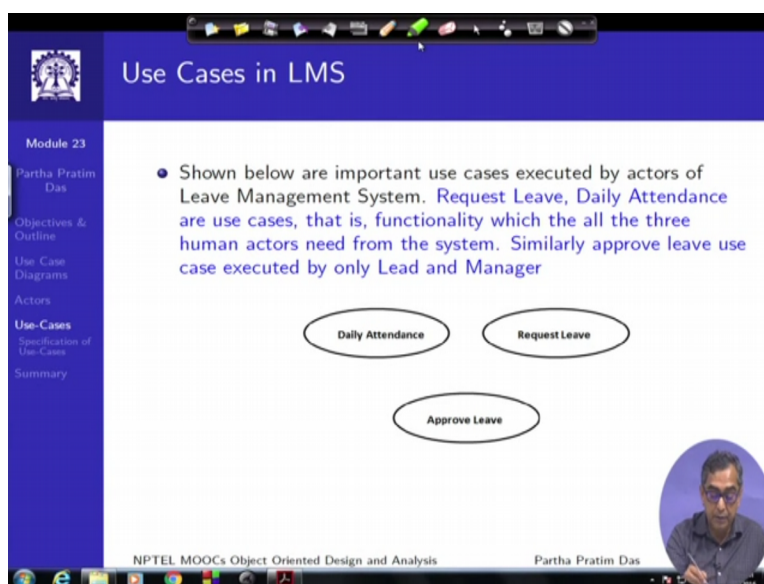 Use Cases in LMS
Module 23
Partha Pratim
Das
Objectives &
Outline
Use Case
Diagrams
Actors
Use-Cases
Specification of
Use-Cases
Summary
Shown below are important use cases executed by actors of
Leave Management System. Request Leave, Daily Attendance
are use cases, that is, functionality which the all the three
human actors need from the system. Similarly approve leave use
case executed by only Lead and Manager
Daily Attendance
Request Leave
Approve Leave
NPTEL MOOCs Object Oriented Design and Analysis
Partha Pratim Das